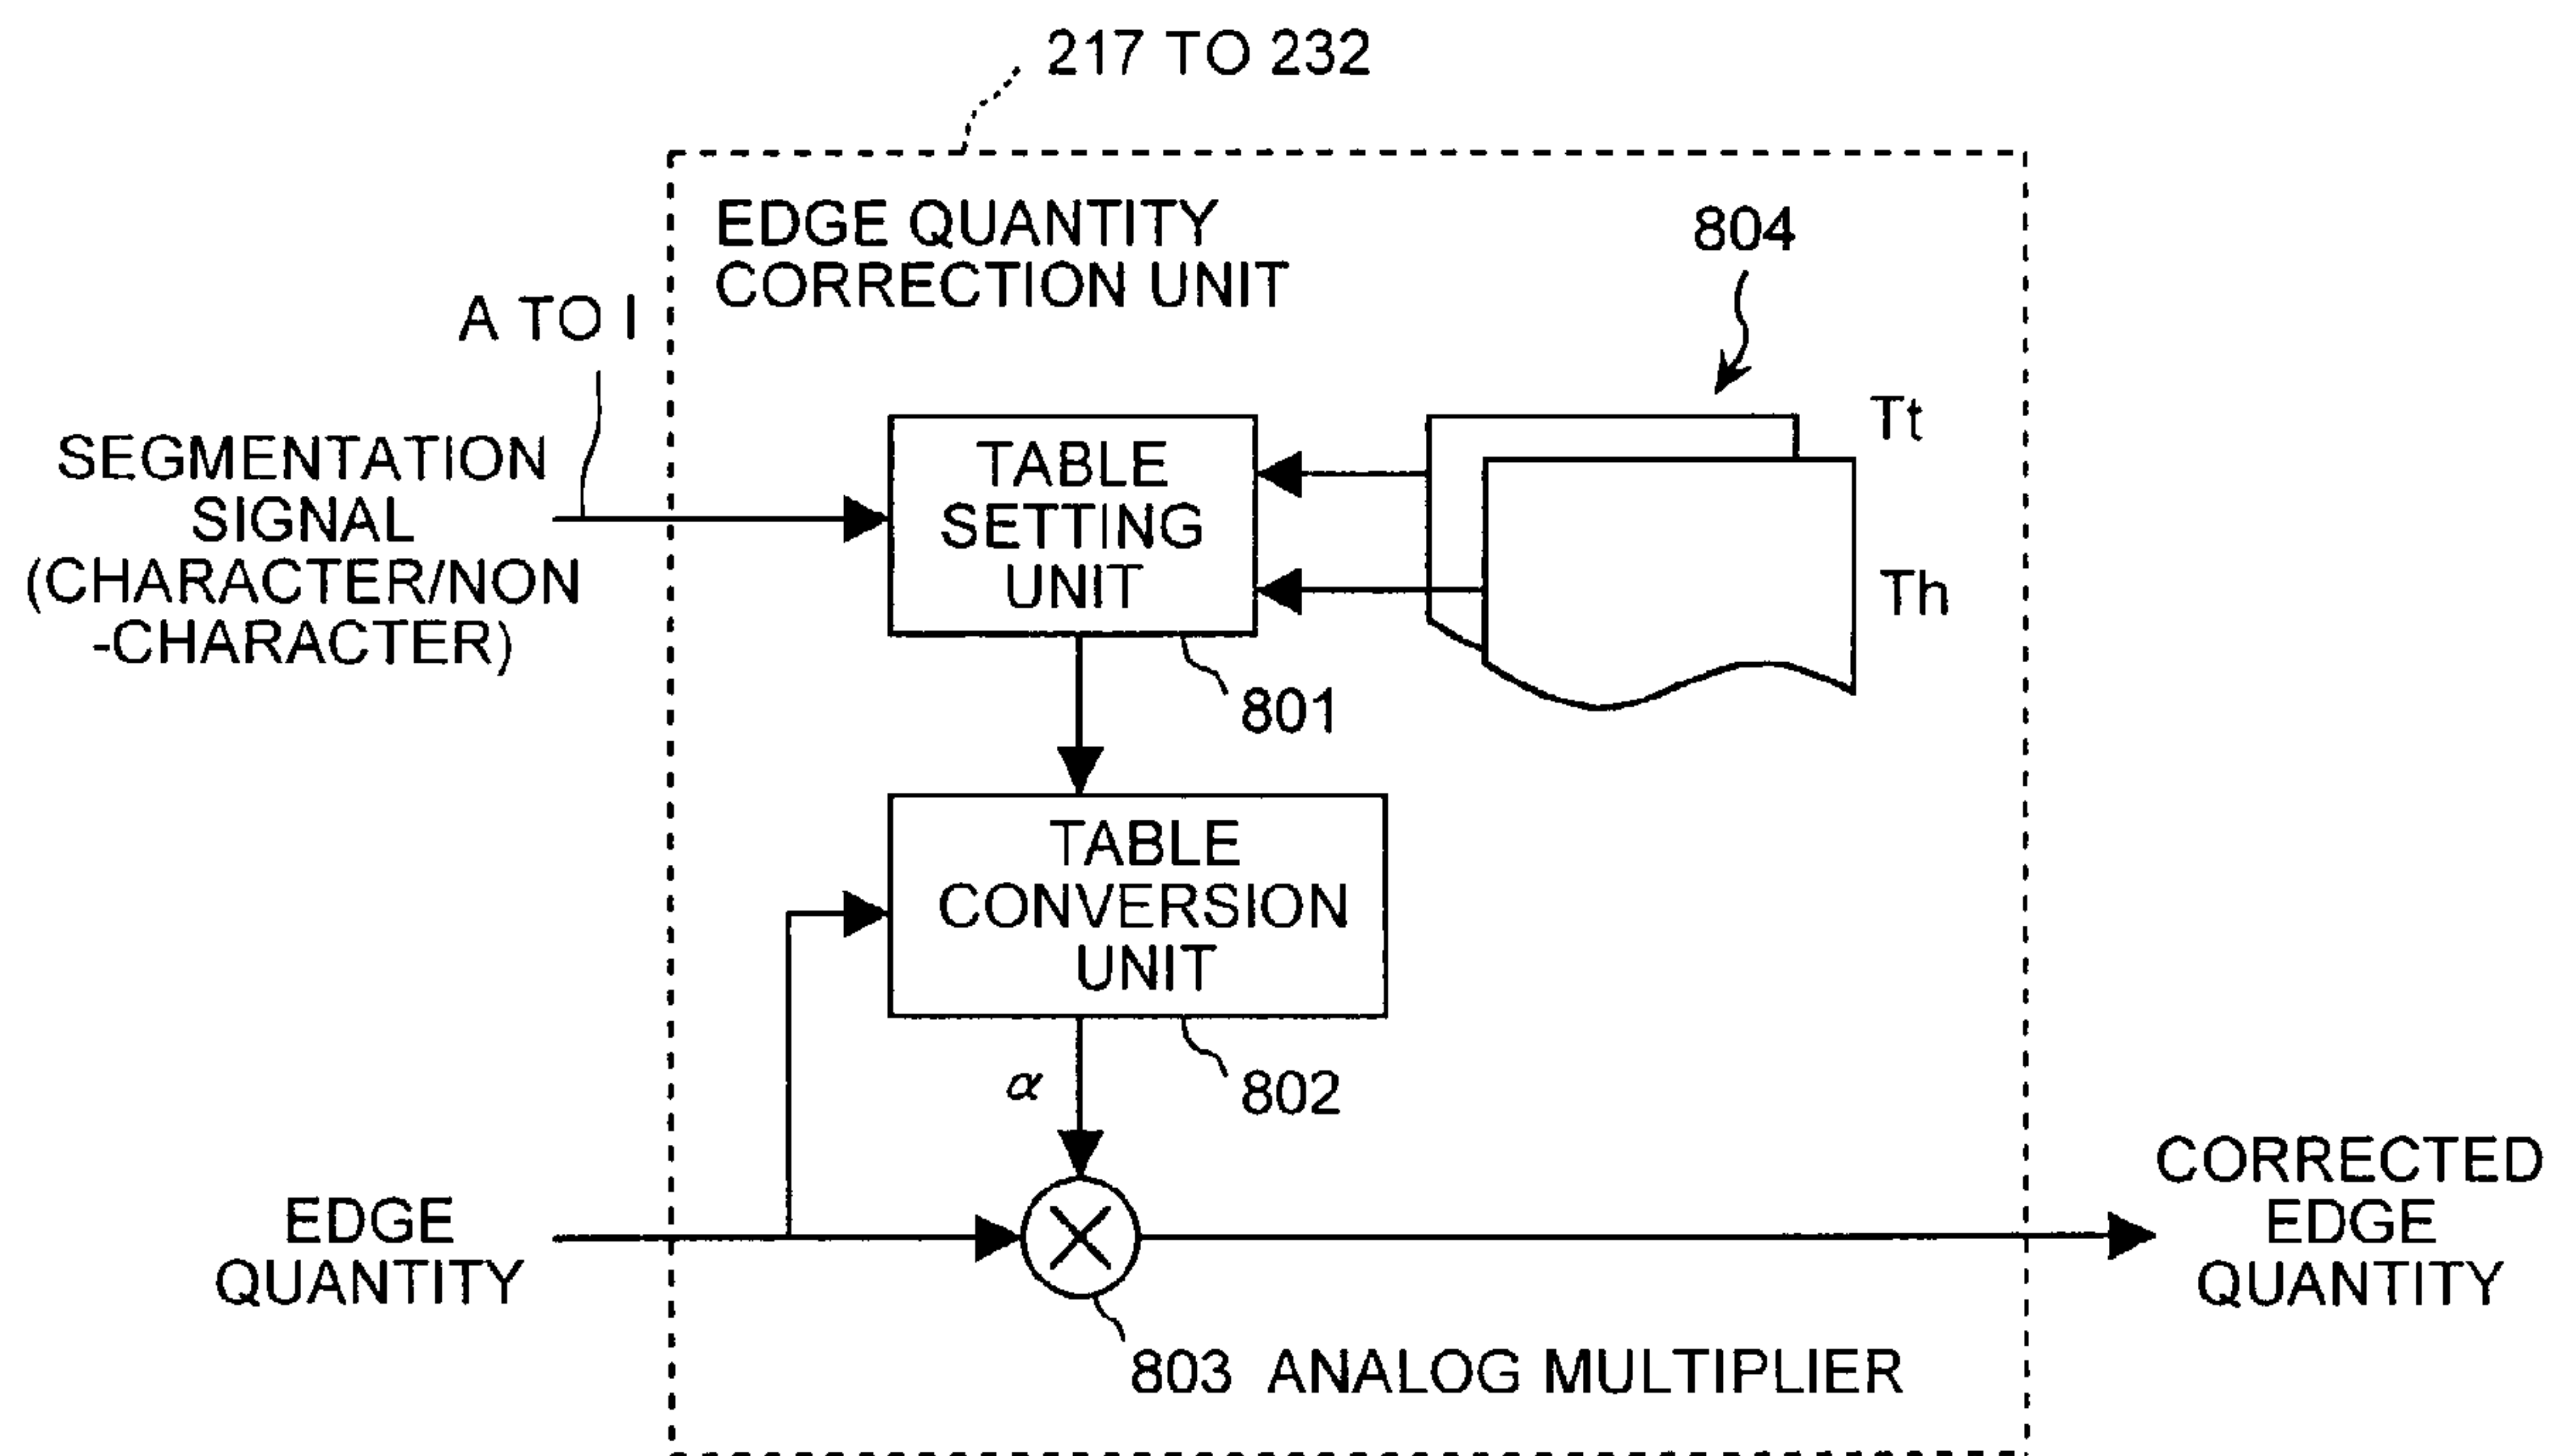 217 TO 232
EDGE QUANTITY
CORRECTION UNIT
804
A TO I
Tt
SEGMENTATION
SIGNAL
(CHARACTER/NON
-CHARACTER)
TABLE
SETTING
UNIT
Th
801
TABLE
CONVERSION
UNIT
α
802
EDGE
QUANTITY
CORRECTED
EDGE
QUANTITY
803 ANALOG MULTIPLIER